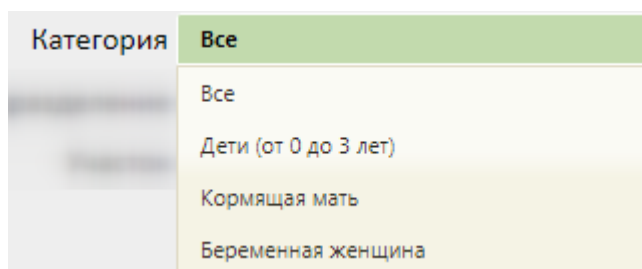 Категория Все
Все
Дети (от 0 до 3 лет)
Кормящая мать
Беременная женщина